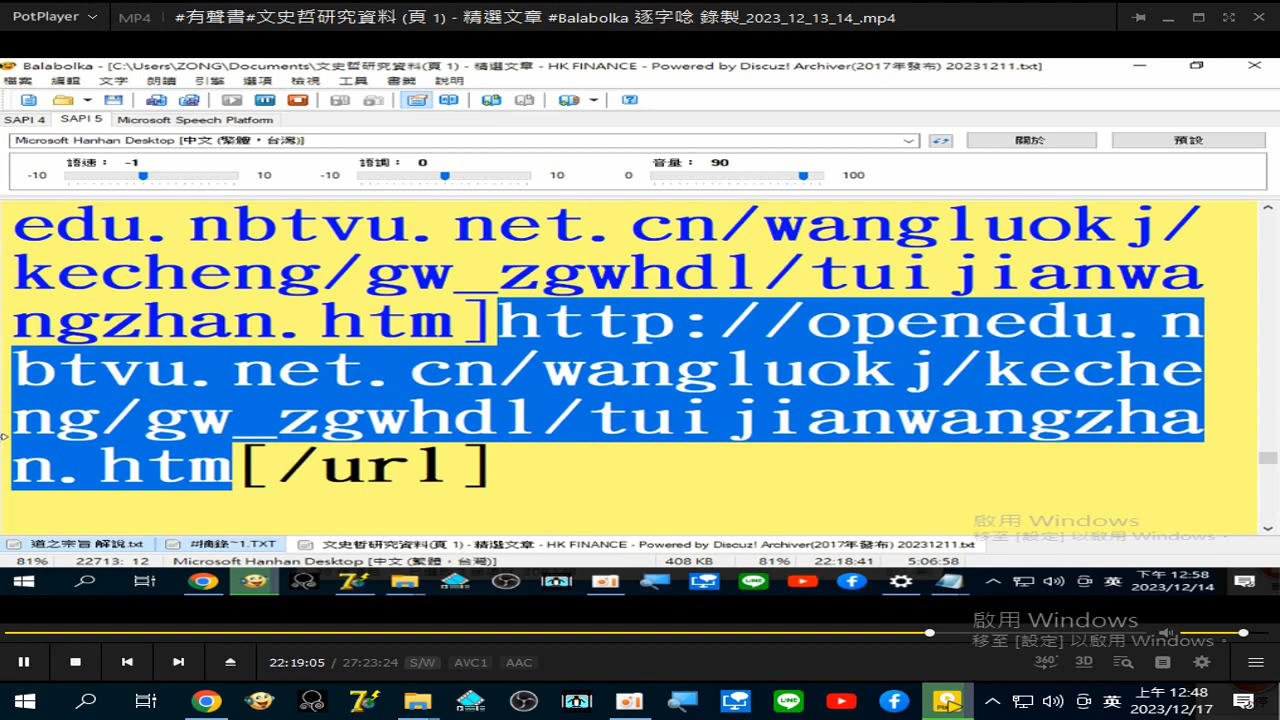 PotPlayer MP4 #有聲書#文史哲研究資料 (頁 1) - 精選文章 #Balabolka 逐字唸 錄製_2023_12_13_14_.mp4
Balabolka - [C:\Users\ZONG\Documents\文史哲研究資料(頁 1) - 精選文章 - HK FINANCE - Powered by Discuz! Archiver(2017年發布) 20231211.txt]
檔案 編輯 文字 朗讀 引擎 選項 檢視 工具 書籤 說明
SAPI 4 SAPI 5 Microsoft Speech Platform
Microsoft Hanhan Desktop [中文 (繁體，台灣)] 關於 預設
語速： -1 語調： 0 音量： 90
-10 10 -10 10 0 100
edu.nbtvu.net.cn/wangluokj/
kecheng/gw_zgwhdl/tuijianwa
ngzhan.htm]http://openedu.n
btvu.net.cn/wangluokj/keche
ng/gw_zgwhdl/tuijianwangzha
n.htm[/url]
啟用 Windows
移至 [設定] 以啟用 Windows。
道之宗旨 解說.txt #摘錄~1.TXT 文史哲研究資料(頁 1) - 精選文章 - HK FINANCE - Powered by Discuz! Archiver(2017年發布) 20231211.txt
81% 22713: 12 Microsoft Hanhan Desktop [中文 (繁體，台灣)] 408 KB 81% 22:18:41 5:06:58
英 下午 12:58
2023/12/14
啟用 Windows
移至 [設定] 以啟用 Windows。
22:19:05 / 27:23:24 S/W AVC1 AAC 360° 3D
英 上午 12:48
2023/12/17